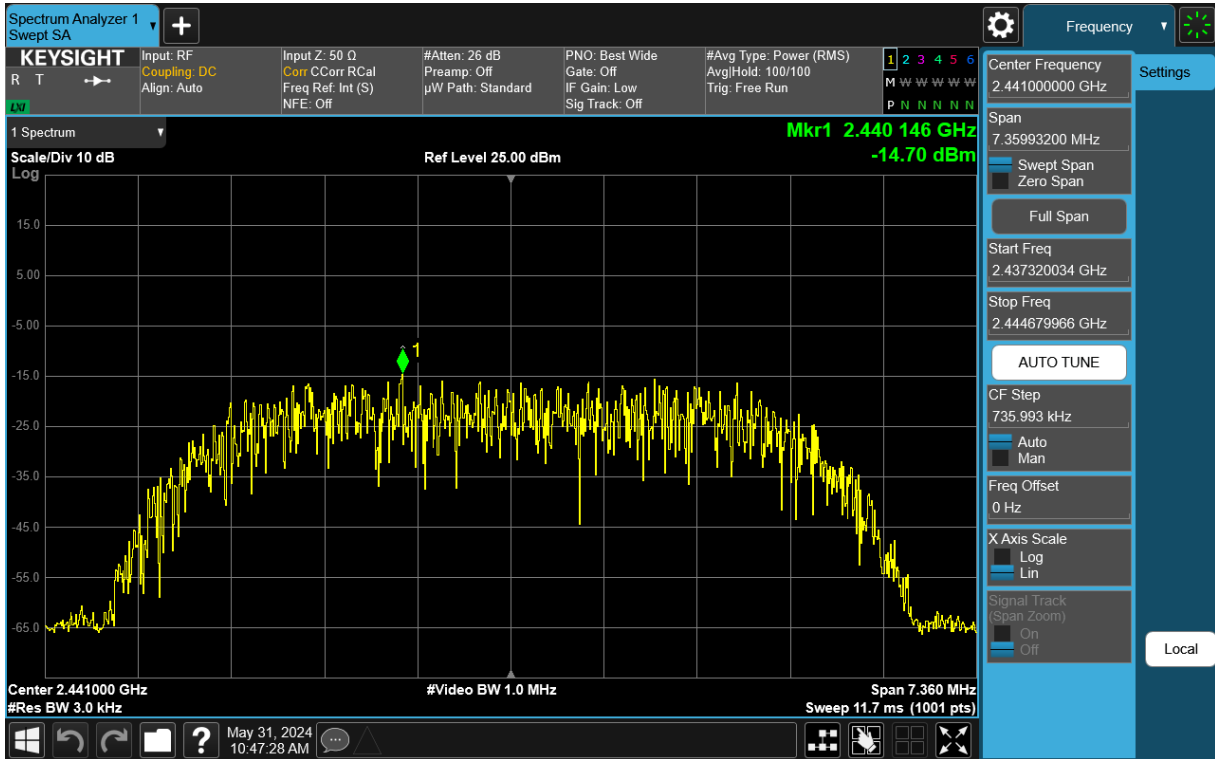 Spectrum Analyzer 1
Swept SA
Frequency
KEYSIGHT
R T
LXI
Input: RF
Coupling: DC
Align: Auto
Input Z: 50 Ω
Corr CCorr RCal
Freq Ref: Int (S)
NFE: Off
#Atten: 26 dB
Preamp: Off
µW Path: Standard
PNO: Best Wide
Gate: Off
IF Gain: Low
Sig Track: Off
#Avg Type: Power (RMS)
Avg|Hold: 100/100
Trig: Free Run
1 2 3 4 5 6
M W W W W W
P N N N N N
1 Spectrum
Mkr1 2.440 146 GHz
-14.70 dBm
Scale/Div 10 dB
Ref Level 25.00 dBm
Log
15.0
5.00
-5.00
1
-15.0
-25.0
-35.0
-45.0
-55.0
-65.0
Center 2.441000 GHz
#Video BW 1.0 MHz
Span 7.360 MHz
#Res BW 3.0 kHz
Sweep 11.7 ms (1001 pts)
May 31, 2024
10:47:28 AM
Center Frequency
2.441000000 GHz
Settings
Span
7.35993200 MHz
Swept Span
Zero Span
Full Span
Start Freq
2.437320034 GHz
Stop Freq
2.444679966 GHz
AUTO TUNE
CF Step
735.993 kHz
Auto
Man
Freq Offset
0 Hz
X Axis Scale
Log
Lin
Signal Track
(Span Zoom)
On
Off
Local